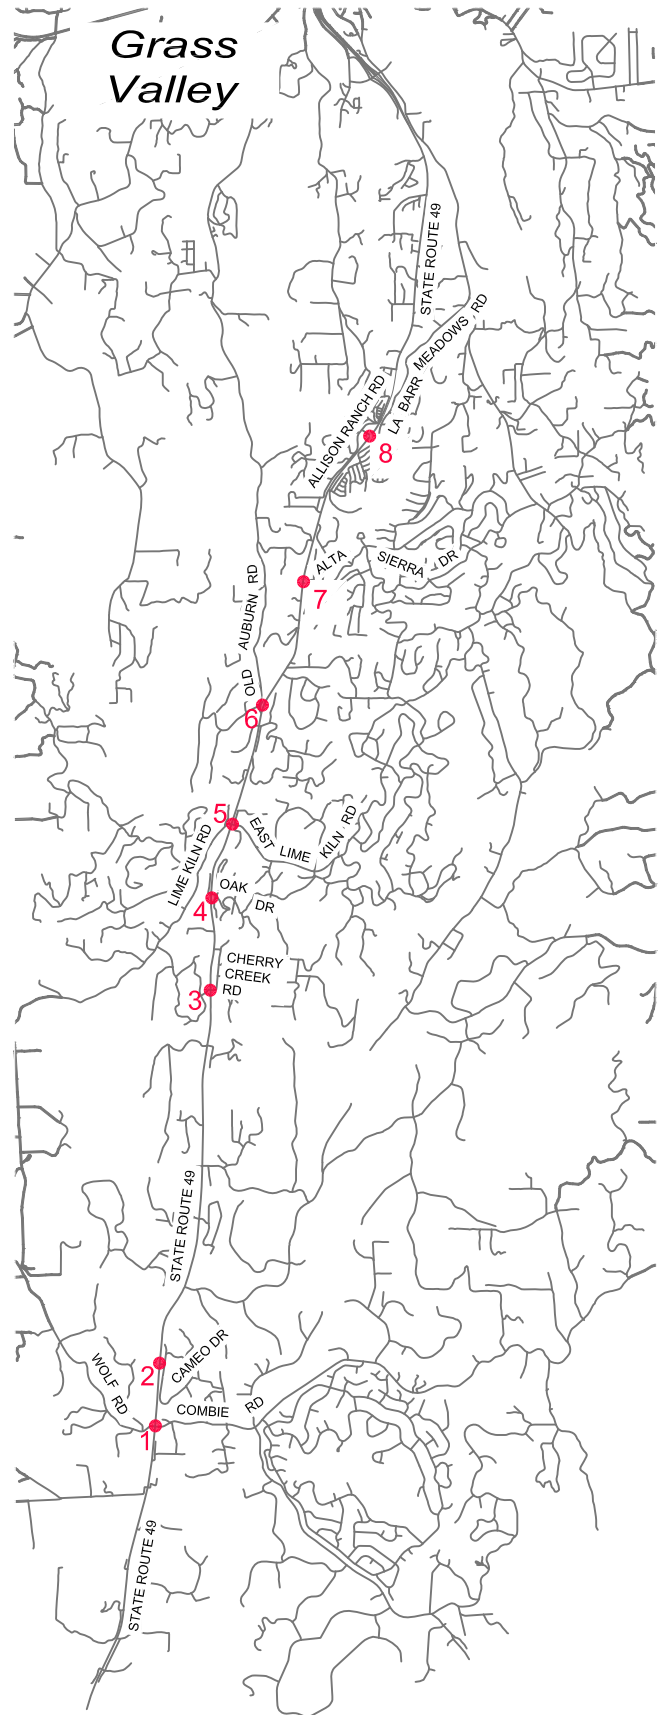 Grass
Valley
STATE ROUTE 49
LA BARR MEADOWS RD
ALLISON RANCH RD
8
ALTA SIERRA DR
7
OLD AUBURN RD
6
5
EAST LIME KILN RD
LIME KILN RD
OAK
DR
4
CHERRY
CREEK
RD
3
STATE ROUTE 49
CAMEO DR
2
WOLF RD
COMBIE RD
1
STATE ROUTE 49